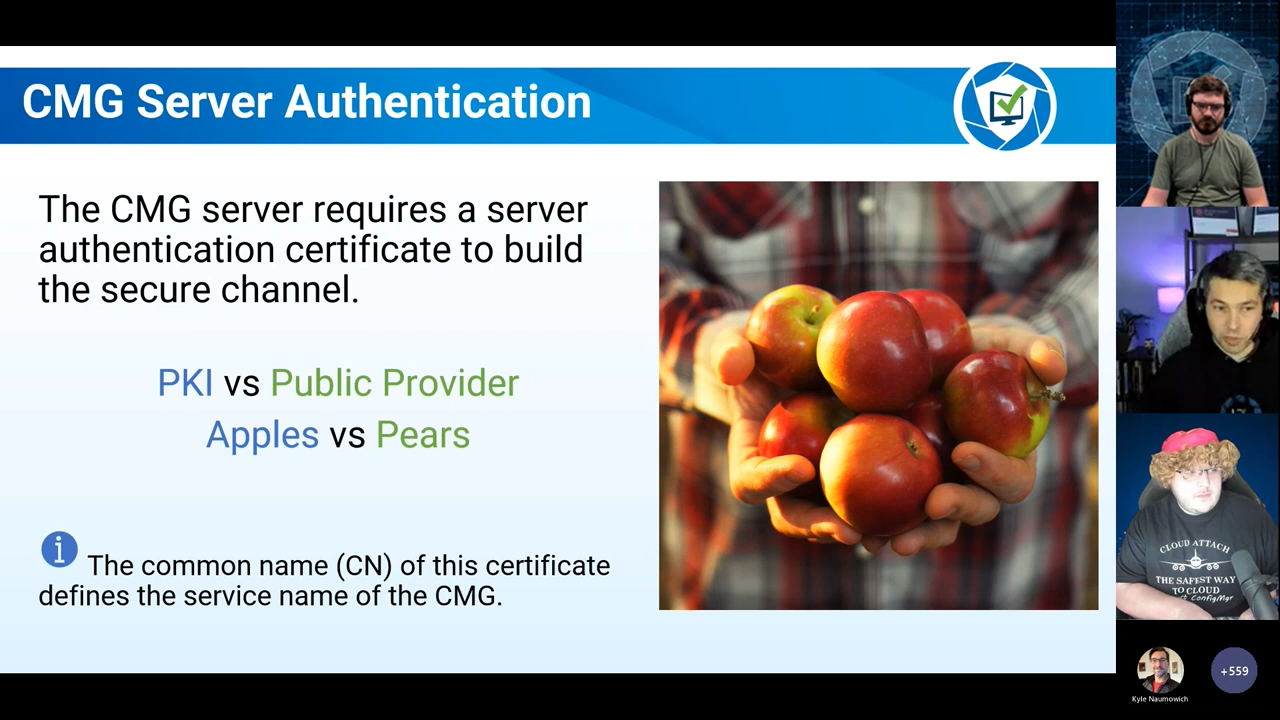 CMG Server Authentication
The CMG server requires a server
authentication certificate to build
the secure channel.
PKI vs Public Provider
Apples vs Pears
i The common name (CN) of this certificate
defines the service name of the CMG.
CLOUD ATTACH
THE SAFEST WAY
TO CLOUD
ConfigMgr
Kyle Naumowich
+559